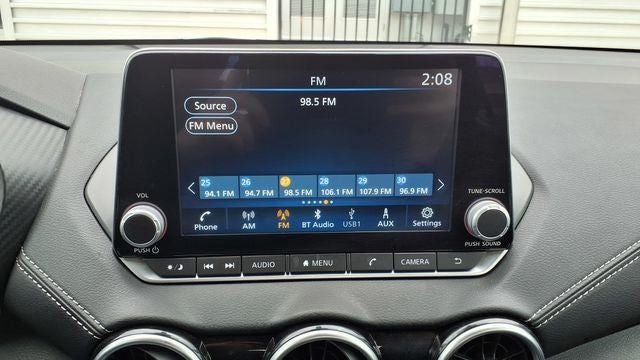 FM 2:08
Source 98.5 FM
FM Menu
25 26 27 28 29 30
94.1 FM 94.7 FM 98.5 FM 106.1 FM 107.9 FM 96.9 FM
Phone AM FM BT Audio USB1 AUX Settings
VOL
PUSH
TUNE·SCROLL
PUSH SOUND
AUDIO MENU CAMERA